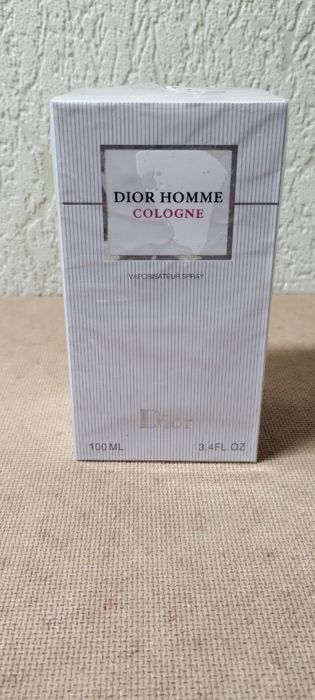 DIOR HOMME
COLOGNE
VAPORISATEUR SPRAY
Dior
100 ML 3.4FL.OZ